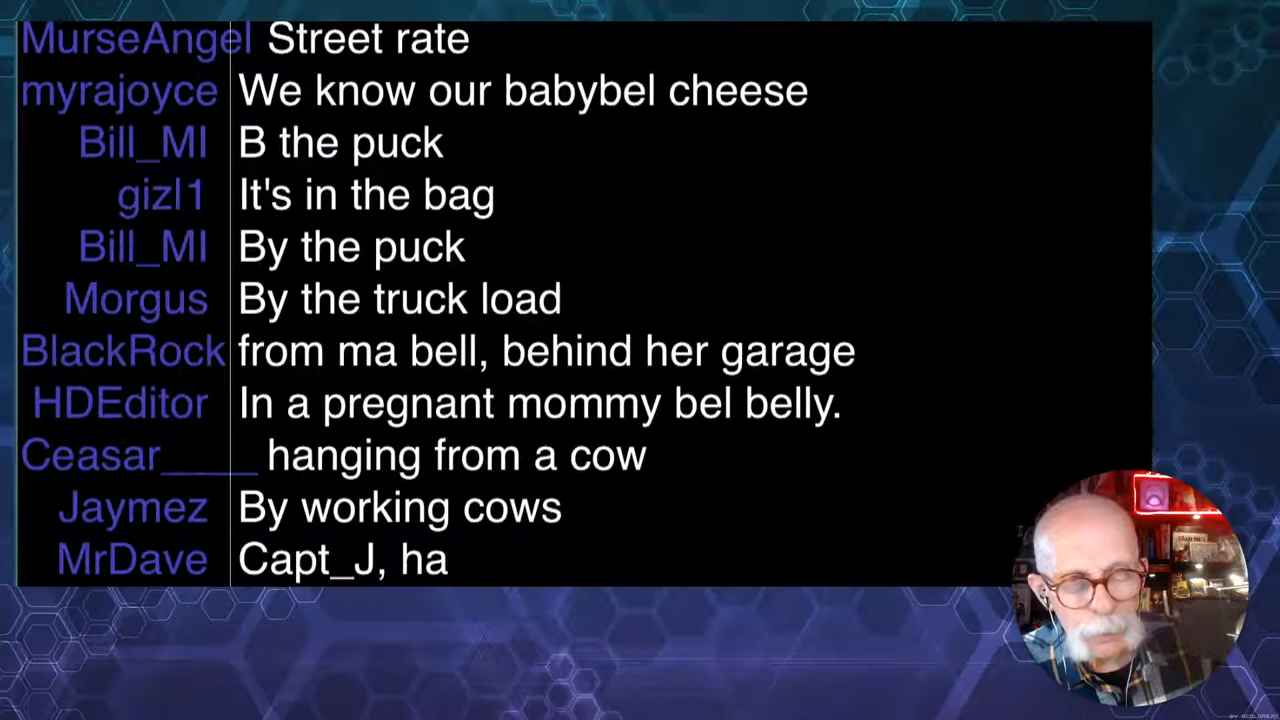 MurseAngel Street rate
myrajoyce We know our babybel cheese
Bill_MI B the puck
gizl1 It's in the bag
Bill_MI By the puck
Morgus By the truck load
BlackRock from ma bell, behind her garage
HDEditor In a pregnant mommy bel belly.
Ceasar_____ hanging from a cow
Jaymez By working cows
MrDave Capt_J, ha